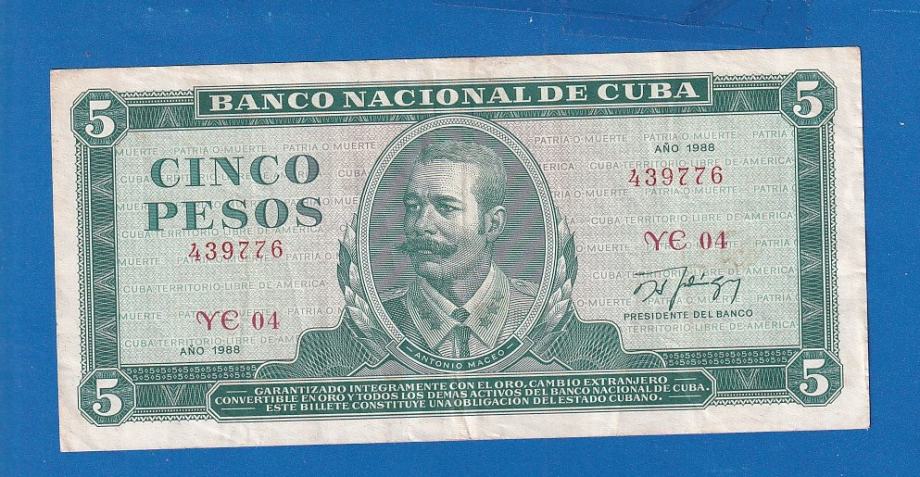 5 BANCO NACIONAL DE CUBA 5
CINCO
PESOS
439776
YE 04
AÑO 1988
ANTONIO MACEO
AÑO 1988
439776
YE 04
PRESIDENTE DEL BANCO
PATRIA O MUERTE
CUBA TERRITORIO LIBRE DE AMERICA
5 5
GARANTIZADO INTEGRAMENTE CON EL ORO, CAMBIO EXTRANJERO
CONVERTIBLE EN ORO Y TODOS LOS DEMAS ACTIVOS DEL BANCO NACIONAL DE CUBA.
ESTE BILLETE CONSTITUYE UNA OBLIGACION DEL ESTADO CUBANO.